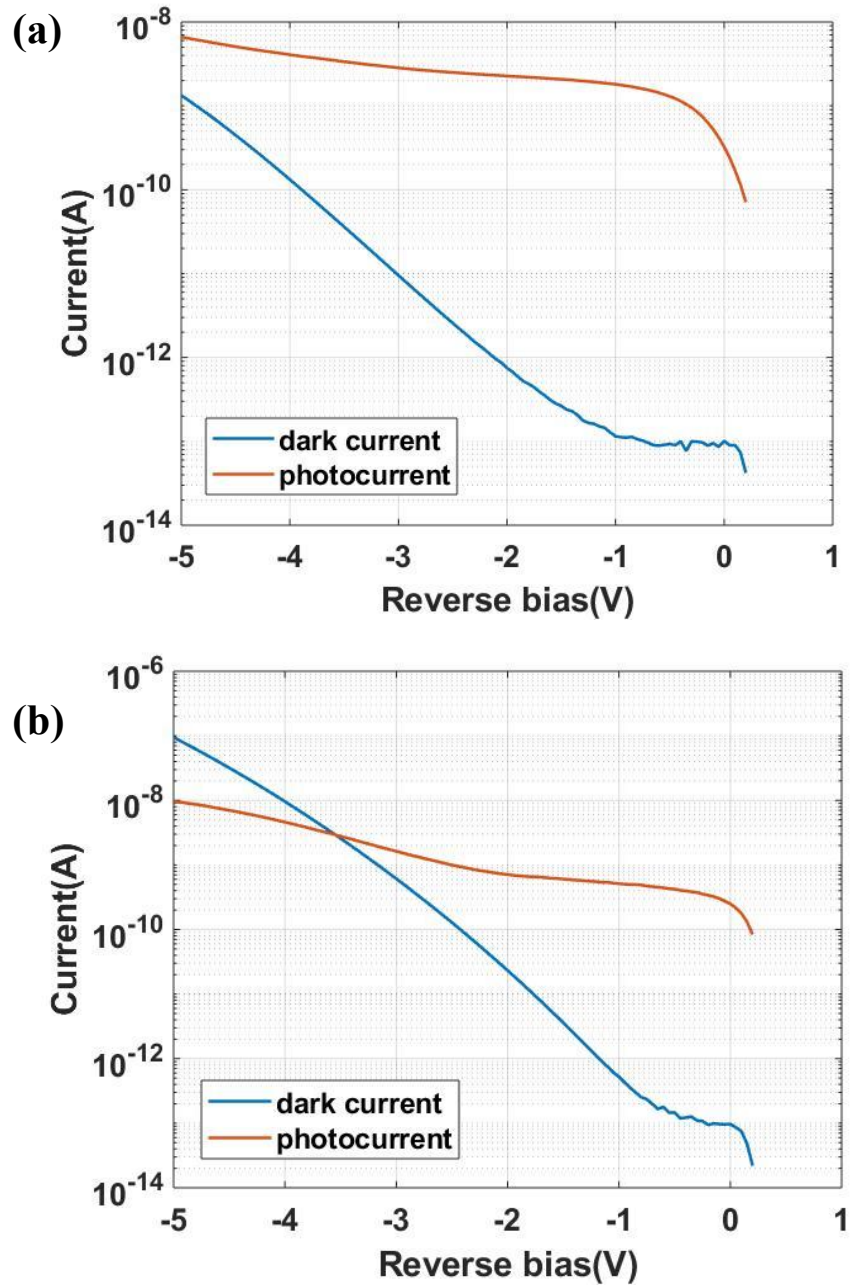 (a)
10^-8
10^-10
10^-12
10^-14
Current(A)
dark current
photocurrent
-5 -4 -3 -2 -1 0 1
Reverse bias(V)
(b)
10^-6
10^-8
10^-10
10^-12
10^-14
Current(A)
dark current
photocurrent
-5 -4 -3 -2 -1 0 1
Reverse bias(V)